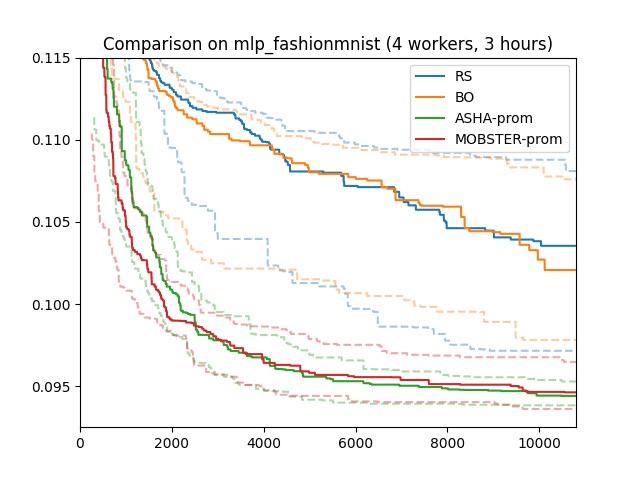 Comparison on mlp_fashionmnist (4 workers, 3 hours)
0.115
0.110
0.105
0.100
0.095
RS
BO
ASHA-prom
MOBSTER-prom
0
2000
4000
6000
8000
10000